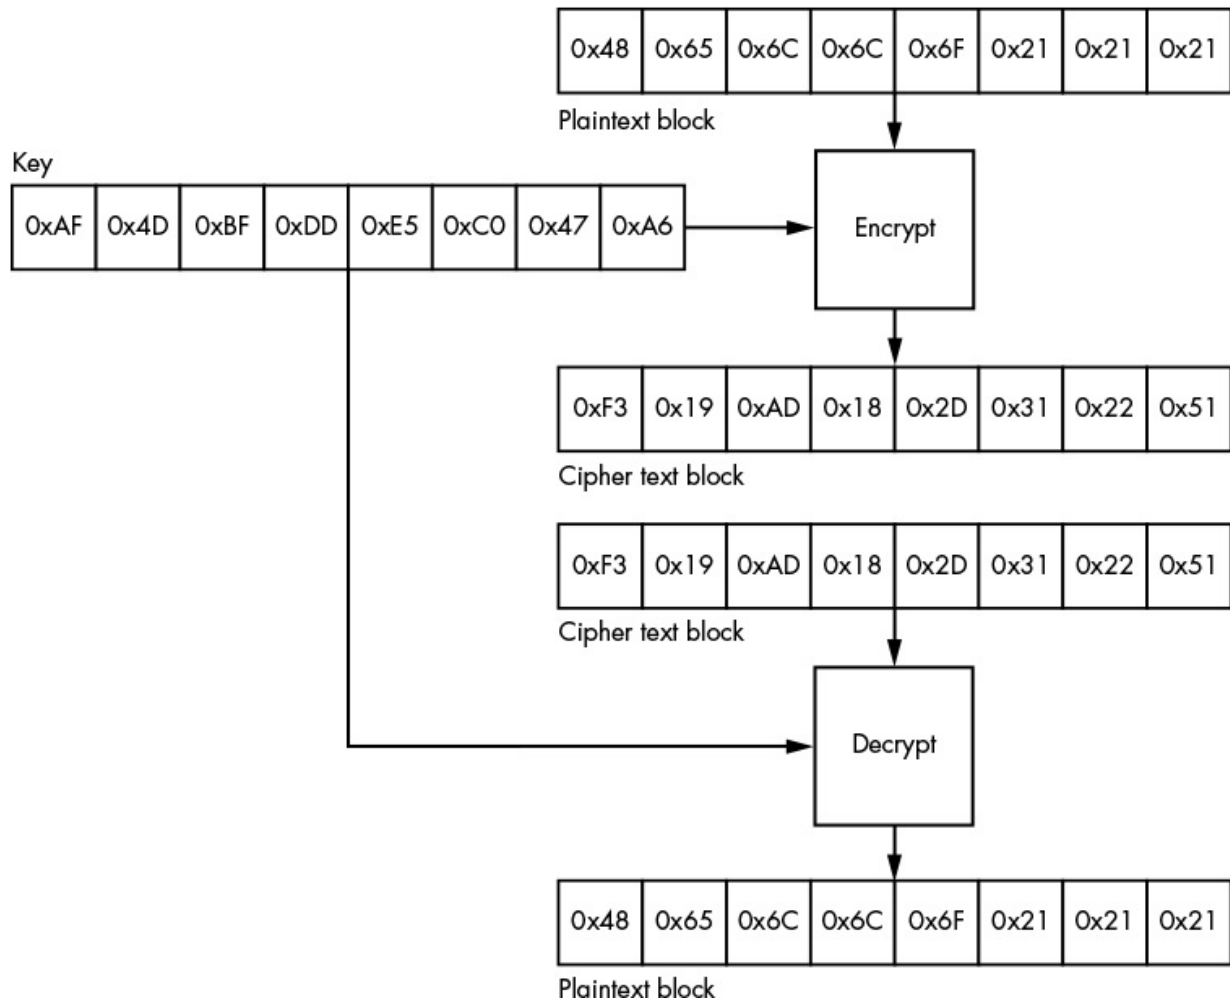 0x48 0x65 0x6C 0x6C 0x6F 0x21 0x21 0x21
Plaintext block
Key
0xAF 0x4D 0xBF 0xDD 0xE5 0xC0 0x47 0xA6
Encrypt
0xF3 0x19 0xAD 0x18 0x2D 0x31 0x22 0x51
Cipher text block
0xF3 0x19 0xAD 0x18 0x2D 0x31 0x22 0x51
Cipher text block
Decrypt
0x48 0x65 0x6C 0x6C 0x6F 0x21 0x21 0x21
Plaintext block